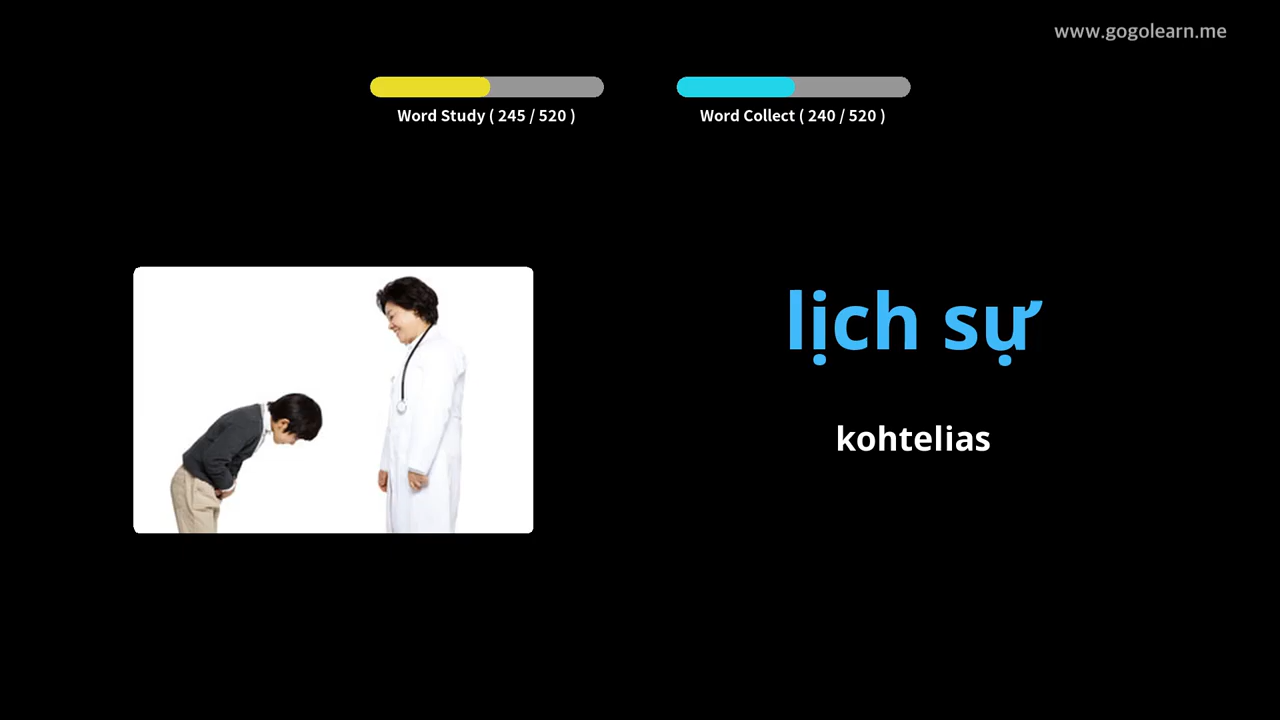 www.gogolearn.me
Word Study ( 245 / 520 )
Word Collect ( 240 / 520 )
lịch sự
kohtelias